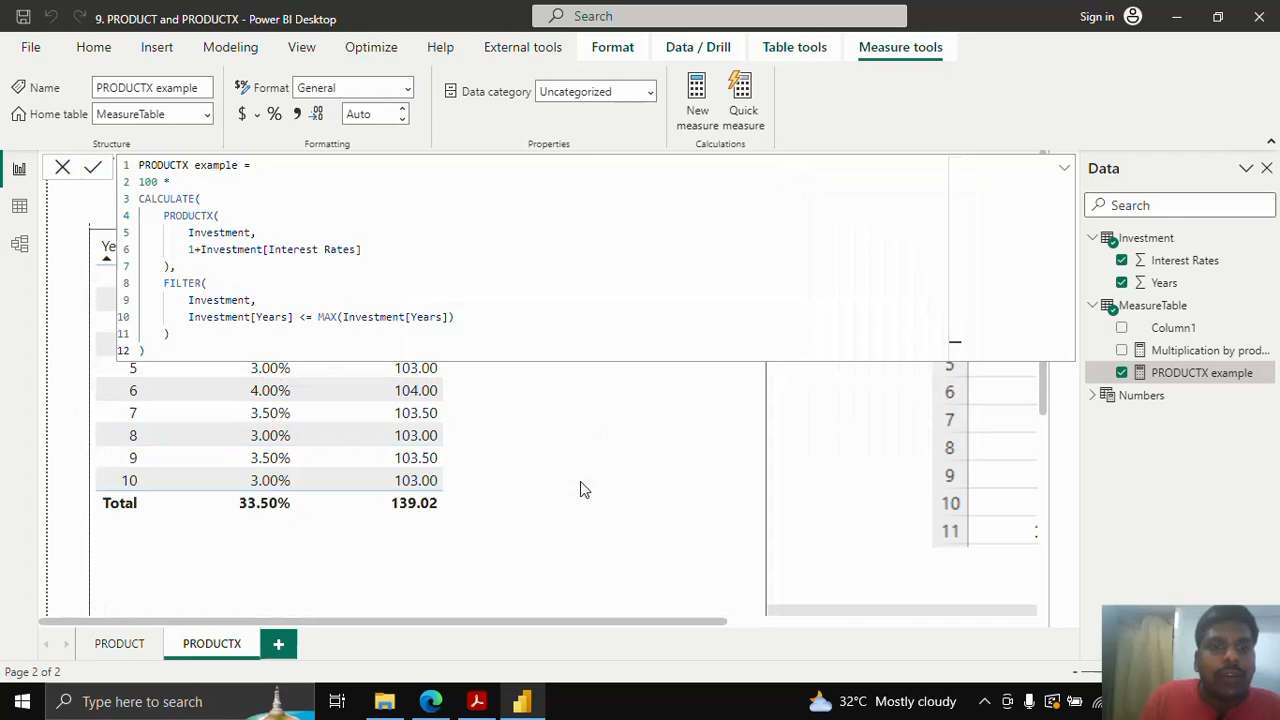 9. PRODUCT and PRODUCTX - Power BI Desktop
Search
Sign in
File Home Insert Modeling View Optimize Help External tools Format Data / Drill Table tools Measure tools
Name PRODUCTX example
Home table MeasureTable
Structure
Format General
$ % , Auto
Formatting
Data category Uncategorized
Properties
New measure
Quick measure
Calculations
1 PRODUCTX example =
2 100 *
3 CALCULATE(
4 PRODUCTX(
5 Investment,
6 1+Investment[Interest Rates]
7 ),
8 FILTER(
9 Investment,
10 Investment[Years] <= MAX(Investment[Years])
11 )
12 )
Ye
5 3.00% 103.00
6 4.00% 104.00
7 3.50% 103.50
8 3.00% 103.00
9 3.50% 103.50
10 3.00% 103.00
Total 33.50% 139.02
5
6
7
8
9
10
11
Data
Search
Investment
Interest Rates
Years
MeasureTable
Column1
Multiplication by prod...
PRODUCTX example
Numbers
PRODUCT PRODUCTX
Page 2 of 2
Type here to search
32°C Mostly cloudy